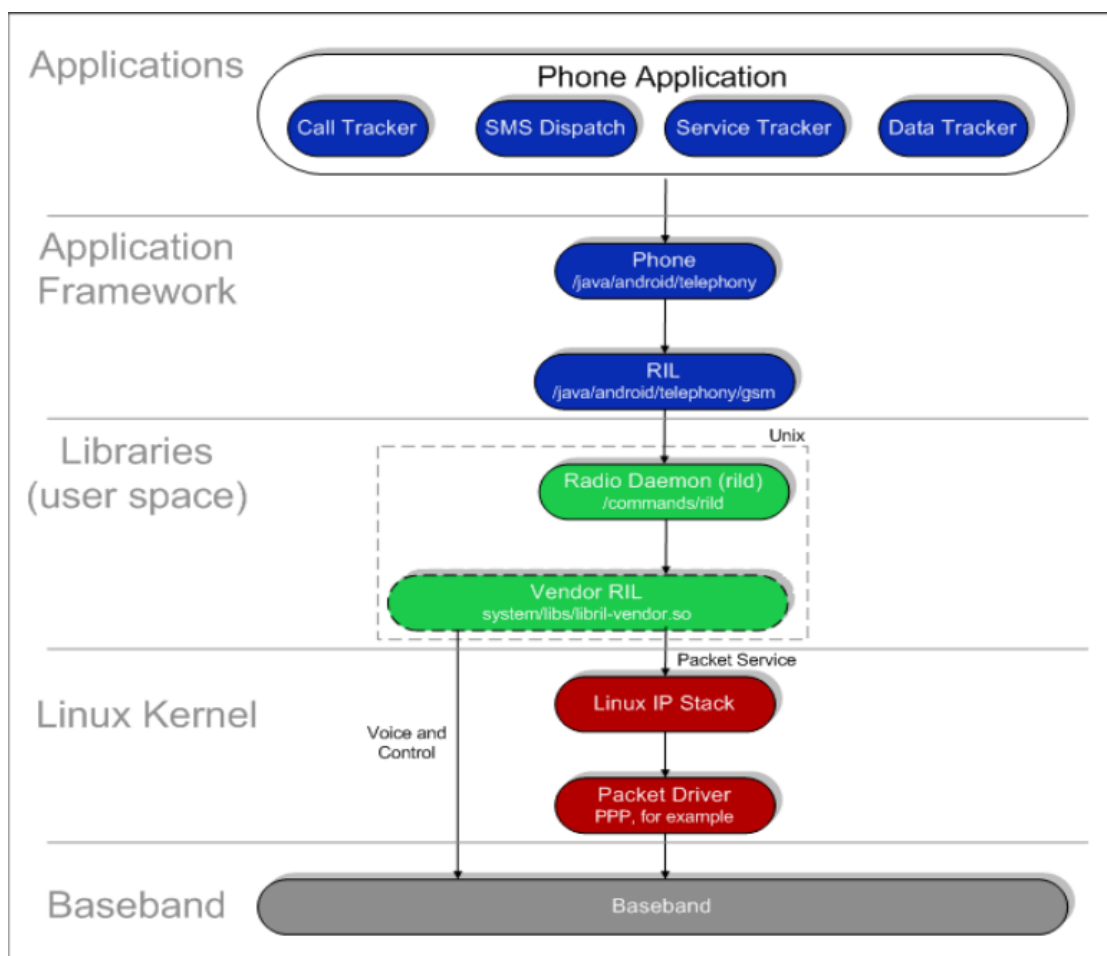 Applications
Phone Application
Call Tracker
SMS Dispatch
Service Tracker
Data Tracker
Application
Framework
Phone
/java/android/telephony
RIL
/java/android/telephony/gsm
Libraries
(user space)
Unix
Radio Daemon (rild)
/commands/rild
Vendor RIL
system/libs/libril-vendor.so
Packet Service
Linux Kernel
Linux IP Stack
Voice and
Control
Packet Driver
PPP, for example
Baseband
Baseband